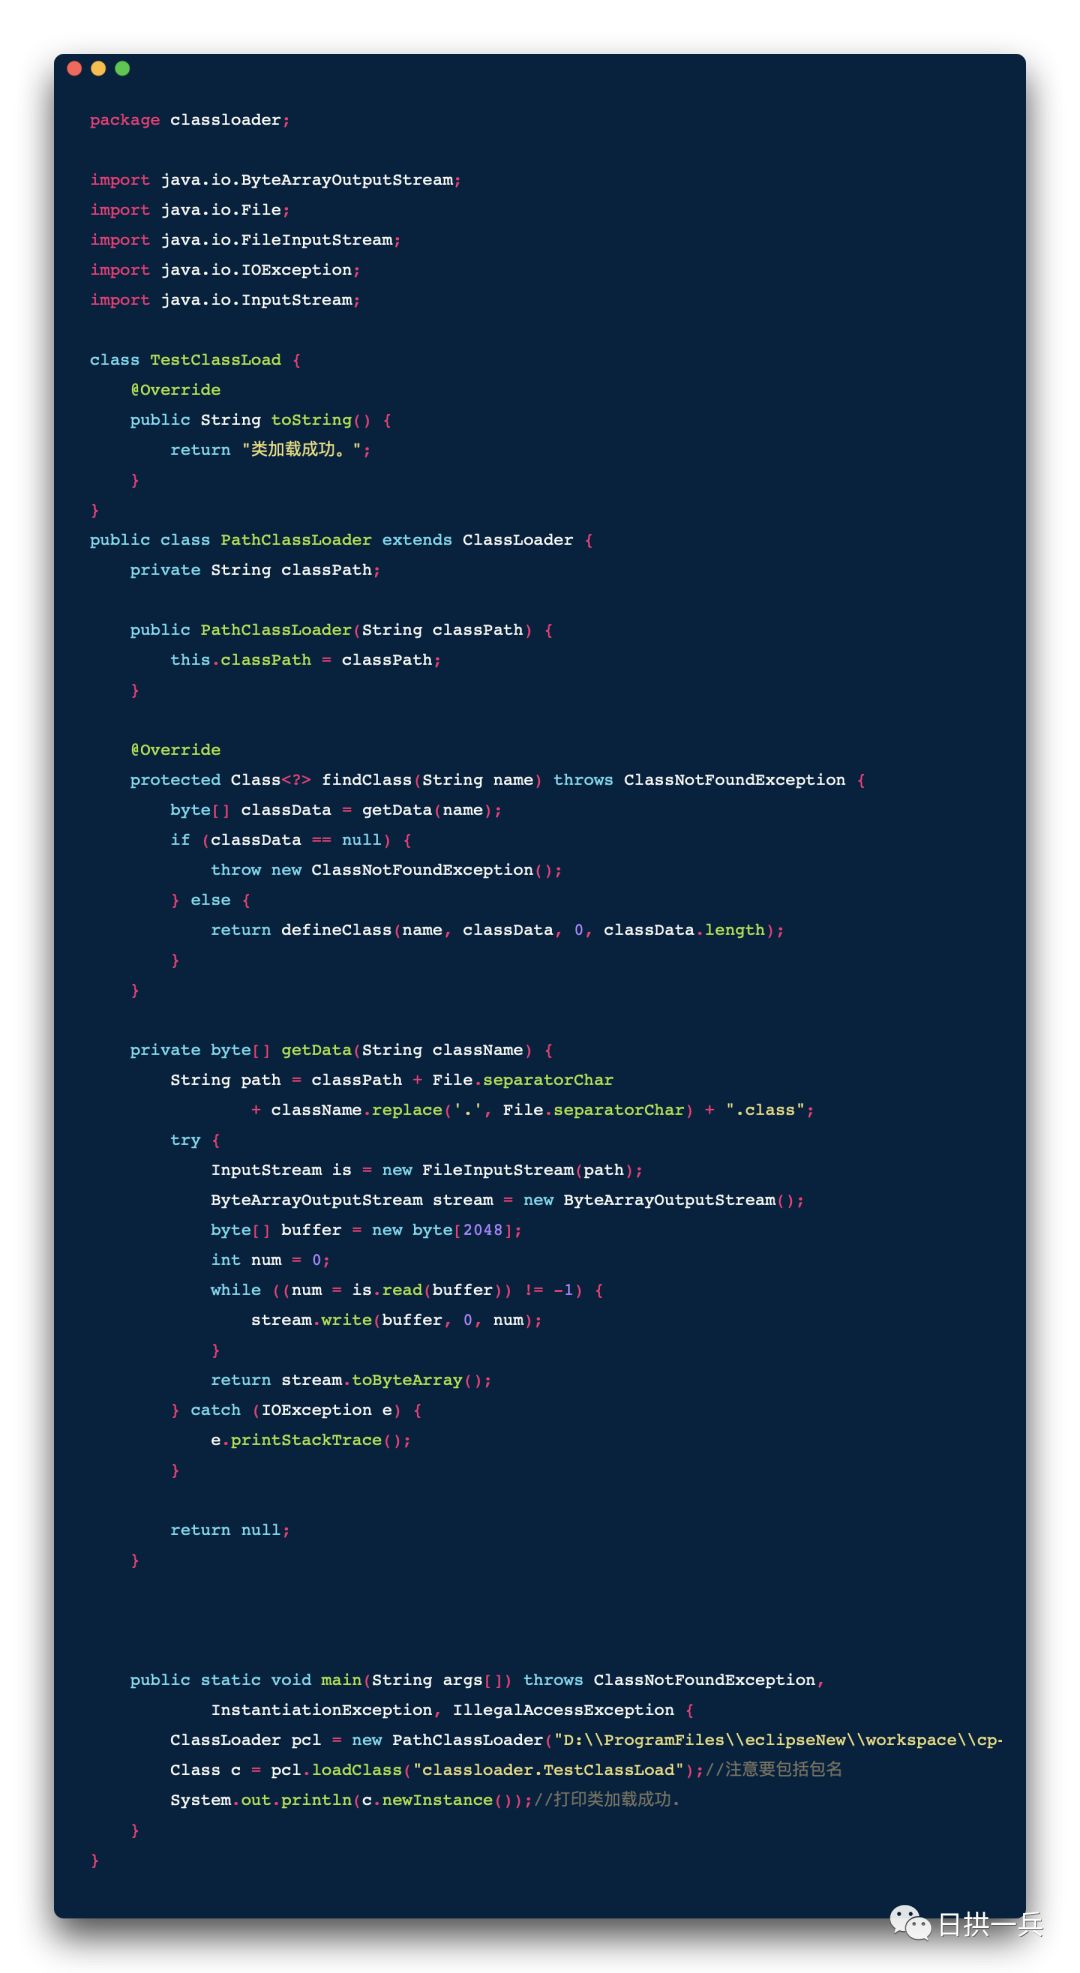 package classloader;
import java.io.ByteArrayOutputStream;
import java.io.File;
import java.io.FileInputStream;
import java.io.IOException;
import java.io.InputStream;
class TestClassLoad {
    @Override
    public String toString() {
        return "类加载成功。";
    }
}
public class PathClassLoader extends ClassLoader {
    private String classPath;
    public PathClassLoader(String classPath) {
        this.classPath = classPath;
    }
    @Override
    protected Class<?> findClass(String name) throws ClassNotFoundException {
        byte[] classData = getData(name);
        if (classData == null) {
            throw new ClassNotFoundException();
        } else {
            return defineClass(name, classData, 0, classData.length);
        }
    }
    private byte[] getData(String className) {
        String path = classPath + File.separatorChar
                + className.replace('.', File.separatorChar) + ".class";
        try {
            InputStream is = new FileInputStream(path);
            ByteArrayOutputStream stream = new ByteArrayOutputStream();
            byte[] buffer = new byte[2048];
            int num = 0;
            while ((num = is.read(buffer)) != -1) {
                stream.write(buffer, 0, num);
            }
            return stream.toByteArray();
        } catch (IOException e) {
            e.printStackTrace();
        }
        return null;
    }
    public static void main(String args[]) throws ClassNotFoundException,
            InstantiationException, IllegalAccessException {
        ClassLoader pcl = new PathClassLoader("D:\\ProgramFiles\\eclipseNew\\workspace\\cp-
        Class c = pcl.loadClass("classloader.TestClassLoad");//注意要包括包名
        System.out.println(c.newInstance());//打印类加载成功.
    }
}
日拱一兵